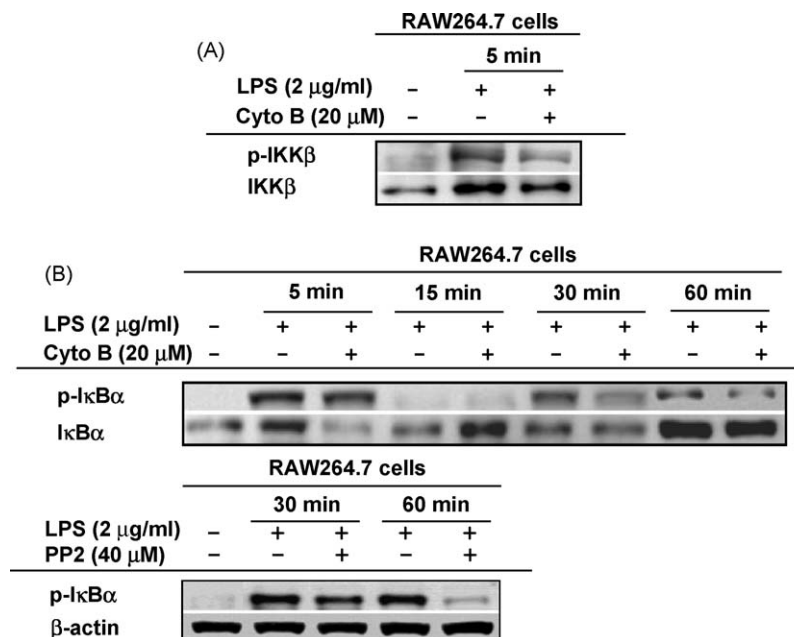 RAW264.7 cells
(A)
5 min
LPS (2 μg/ml) – + +
Cyto B (20 μM) – – +
p-IKKβ
IKKβ
RAW264.7 cells
(B)
5 min 15 min 30 min 60 min
LPS (2 μg/ml) – + + + + + + + +
Cyto B (20 μM) – – + – + – + – +
p-IκBα
IκBα
RAW264.7 cells
30 min 60 min
LPS (2 μg/ml) – + + + +
PP2 (40 μM) – – + – +
p-IκBα
β-actin